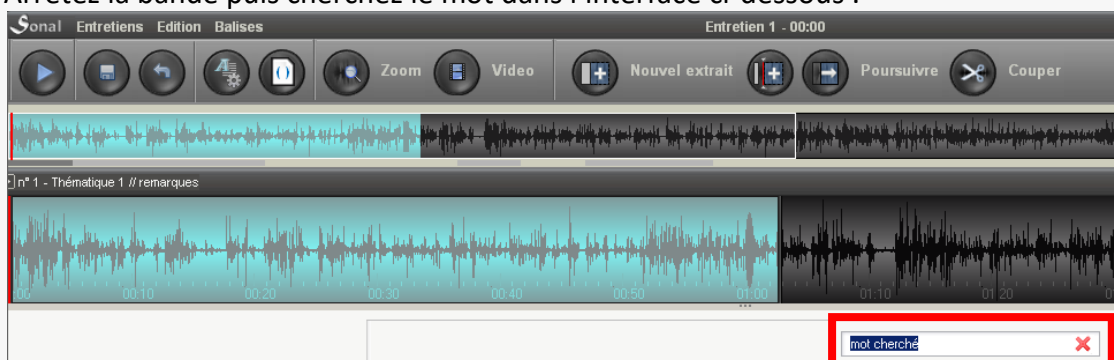 Arrêtez la bande puis cherchez le mot dans l'interface ci-dessous :
Sonal Entretiens Edition Balises Entretien 1 - 00:00
Zoom Video Nouvel extrait Poursuivre Couper
n° 1 - Thématique 1 // remarques
00:10 00:20 00:30 00:40 00:50 01:00 01:10 01:20
mot cherché